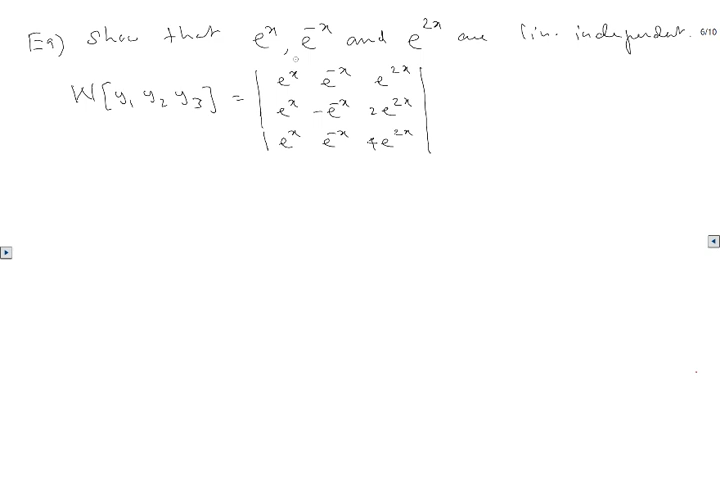 Eg) Show that e^x, e^-x and e^2x are lin. independent. 6/10
W[y₁ y₂ y₃] = | e^x e^-x e^2x |
| e^x -e^-x 2e^2x |
| e^x e^-x 4e^2x |